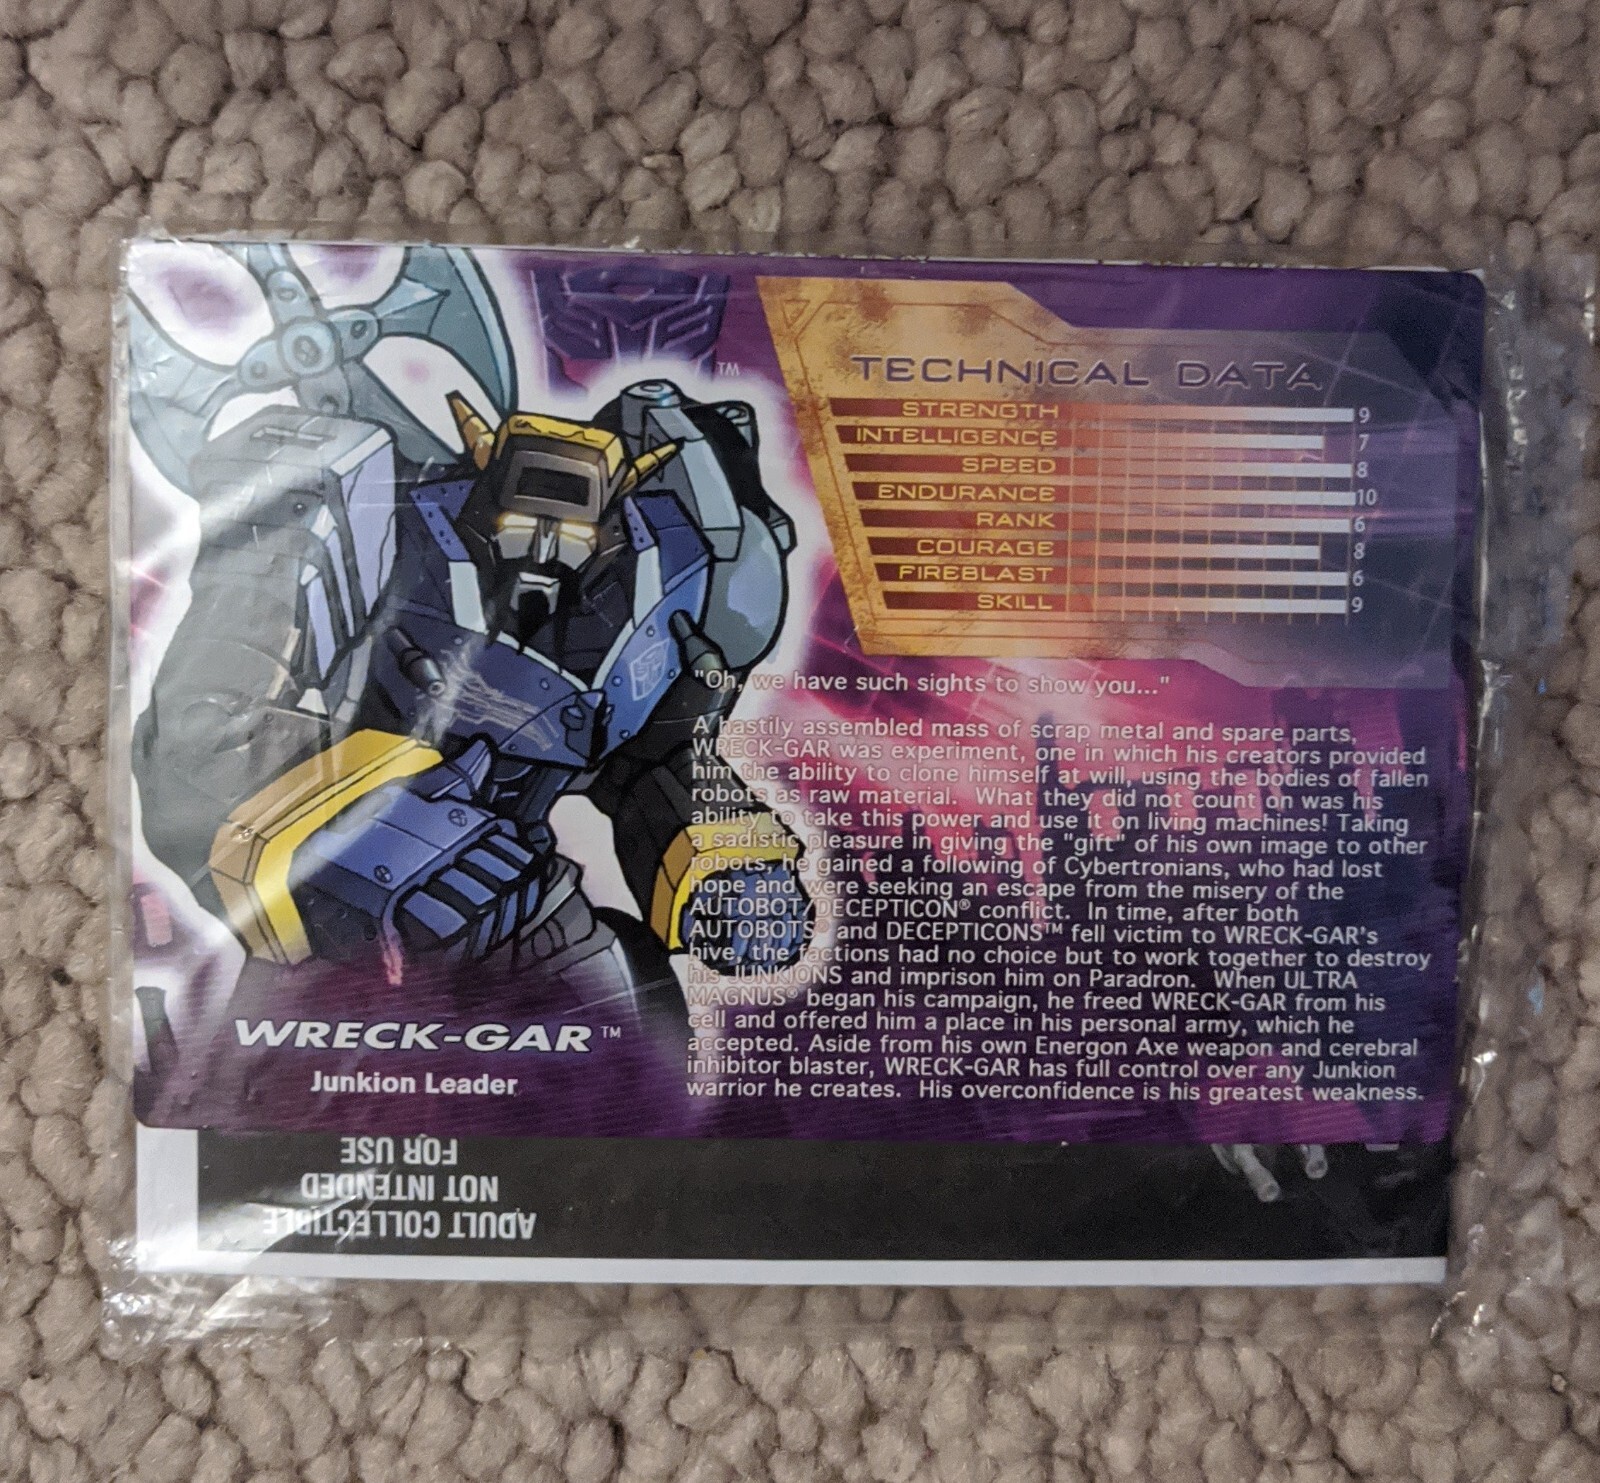 TM
TECHNICAL DATA
STRENGTH 9
INTELLIGENCE 7
SPEED 8
ENDURANCE 10
RANK 6
COURAGE 8
FIREBLAST 6
SKILL 9
"Oh, we have such sights to show you..."
A hastily assembled mass of scrap metal and spare parts,
WRECK-GAR was experiment, one in which his creators provided
him the ability to clone himself at will, using the bodies of fallen
robots as raw material. What they did not count on was his
ability to take this power and use it on living machines! Taking
a sadistic pleasure in giving the "gift" of his own image to other
robots, he gained a following of Cybertronians, who had lost
hope and were seeking an escape from the misery of the
AUTOBOT/DECEPTICON® conflict. In time, after both
AUTOBOTS® and DECEPTICONS™ fell victim to WRECK-GAR's
hive, the factions had no choice but to work together to destroy
his JUNKIONS and imprison him on Paradron. When ULTRA
MAGNUS® began his campaign, he freed WRECK-GAR from his
cell and offered him a place in his personal army, which he
accepted. Aside from his own Energon Axe weapon and cerebral
inhibitor blaster, WRECK-GAR has full control over any Junkion
warrior he creates. His overconfidence is his greatest weakness.
WRECK-GAR™
Junkion Leader
ADULT COLLECTIBLE
NOT INTENDED
FOR USE